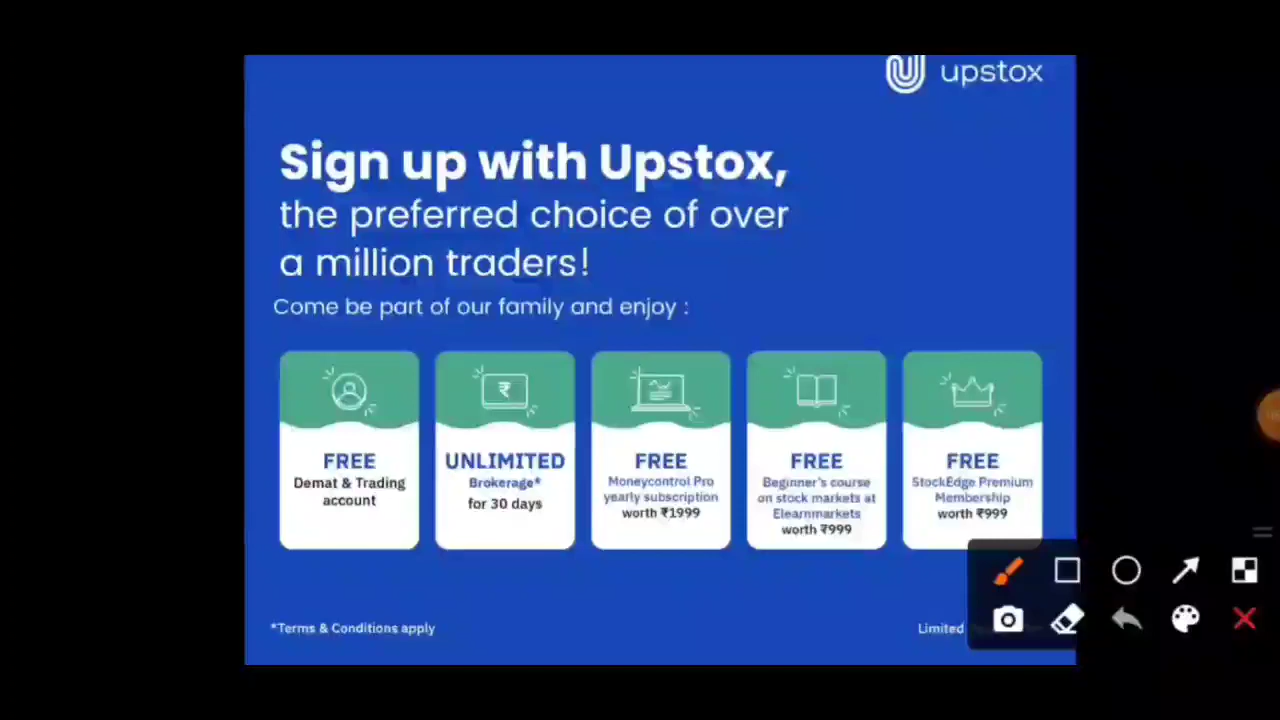 upstox
Sign up with Upstox,
the preferred choice of over
a million traders!
Come be part of our family and enjoy :
FREE
Demat & Trading
account
UNLIMITED
Brokerage*
for 30 days
FREE
Moneycontrol Pro
yearly subscription
worth ₹1999
FREE
Beginner's course
on stock markets at
Elearnmarkets
worth ₹999
FREE
StockEdge Premium
Membership
worth ₹999
*Terms & Conditions apply
Limited